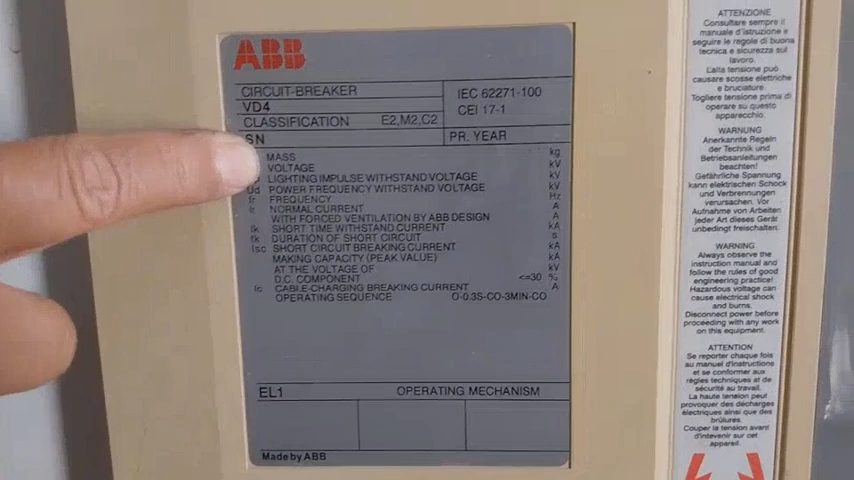 ABB
CIRCUIT-BREAKER
VD4
CLASSIFICATION E2,M2,C2
IEC 62271-100
CEI 17-1
SN
PR. YEAR
MASS kg
VOLTAGE kV
LIGHTING IMPULSE WITHSTAND VOLTAGE kV
Ud POWER FREQUENCY WITHSTAND VOLTAGE kV
fr FREQUENCY Hz
Ir NORMAL CURRENT A
WITH FORCED VENTILATION BY ABB DESIGN A
Ik SHORT TIME WITHSTAND CURRENT kA
tk DURATION OF SHORT CIRCUIT s
Isc SHORT CIRCUIT BREAKING CURRENT kA
MAKING CAPACITY (PEAK VALUE) kA
AT THE VOLTAGE OF kV
D.C. COMPONENT <=30 %
Ic CABLE-CHARGING BREAKING CURRENT A
OPERATING SEQUENCE O-0.3S-CO-3MIN-CO
EL1 OPERATING MECHANISM
Made by ABB
ATTENZIONE
Consultare sempre il
manuale d'istruzione e
seguire le regole di buona
tecnica e sicurezza sul
lavoro.
L'alta tensione può
causare scosse elettriche
e bruciature.
Togliere tensione prima di
operare su questo
apparecchio.
WARNUNG
Anerkannte Regeln
der Technik und
Betriebsanleitung
beachten!
Gefährliche Spannung
kann elektrischen Schock
und Verbrennungen
verursachen. Vor
Aufnahme von Arbeiten
jeder Art dieses Gerät
unbedingt freischalten.
WARNING
Always observe the
instruction manual and
follow the rules of good
engineering practice!
Hazardous voltage can
cause electrical shock
and burns.
Disconnect power before
proceeding with any work
on this equipment.
ATTENTION
Se reporter chaque fois
au manuel d'instructions
et se conformer aux
règles techniques et de
sécurité au travail.
La haute tension peut
provoquer des décharges
electriques ainsi que des
brûlures.
Couper la tension avant
d'intervenir sur cet
appareil.